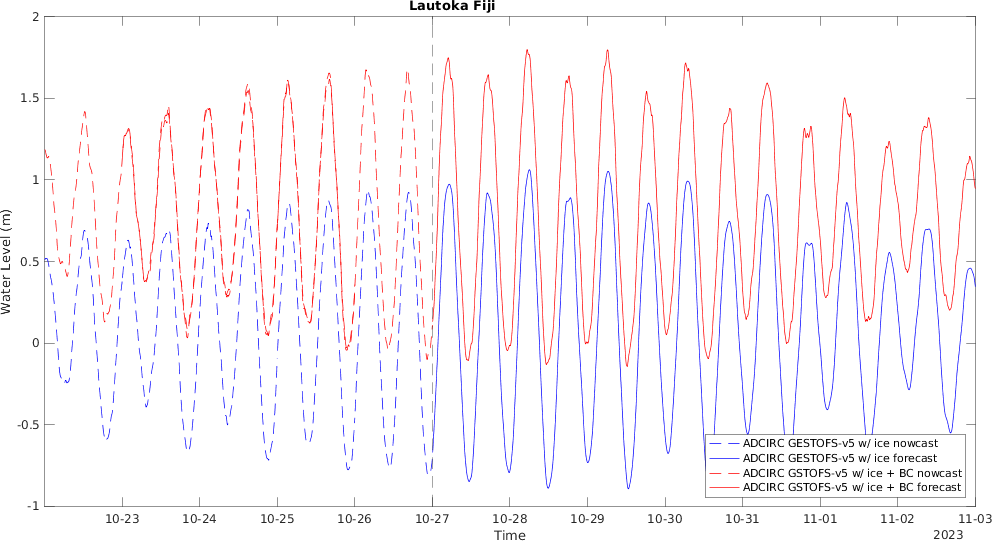 Lautoka Fiji
2
1.5
1
0.5
0
-0.5
-1
Water Level (m)
ADCIRC GESTOFS-v5 w/ ice nowcast
ADCIRC GESTOFS-v5 w/ ice forecast
ADCIRC GSTOFS-v5 w/ ice + BC nowcast
ADCIRC GSTOFS-v5 w/ ice + BC forecast
10-23 10-24 10-25 10-26 10-27 10-28 10-29 10-30 10-31 11-01 11-02 11-03
Time
2023